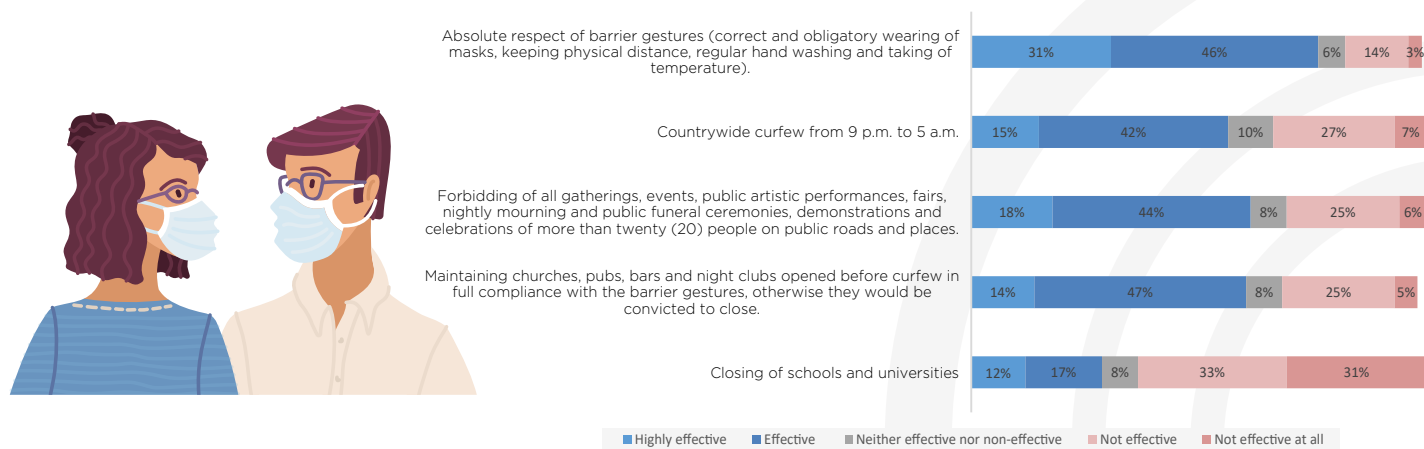 Absolute respect of barrier gestures (correct and obligatory wearing of
masks, keeping physical distance, regular hand washing and taking of
temperature).
31% 46% 6% 14% 3%
Countrywide curfew from 9 p.m. to 5 a.m.
15% 42% 10% 27% 7%
Forbidding of all gatherings, events, public artistic performances, fairs,
nightly mourning and public funeral ceremonies, demonstrations and
celebrations of more than twenty (20) people on public roads and places.
18% 44% 8% 25% 6%
Maintaining churches, pubs, bars and night clubs opened before curfew in
full compliance with the barrier gestures, otherwise they would be
convicted to close.
14% 47% 8% 25% 5%
Closing of schools and universities
12% 17% 8% 33% 31%
Highly effective Effective Neither effective nor non-effective Not effective Not effective at all